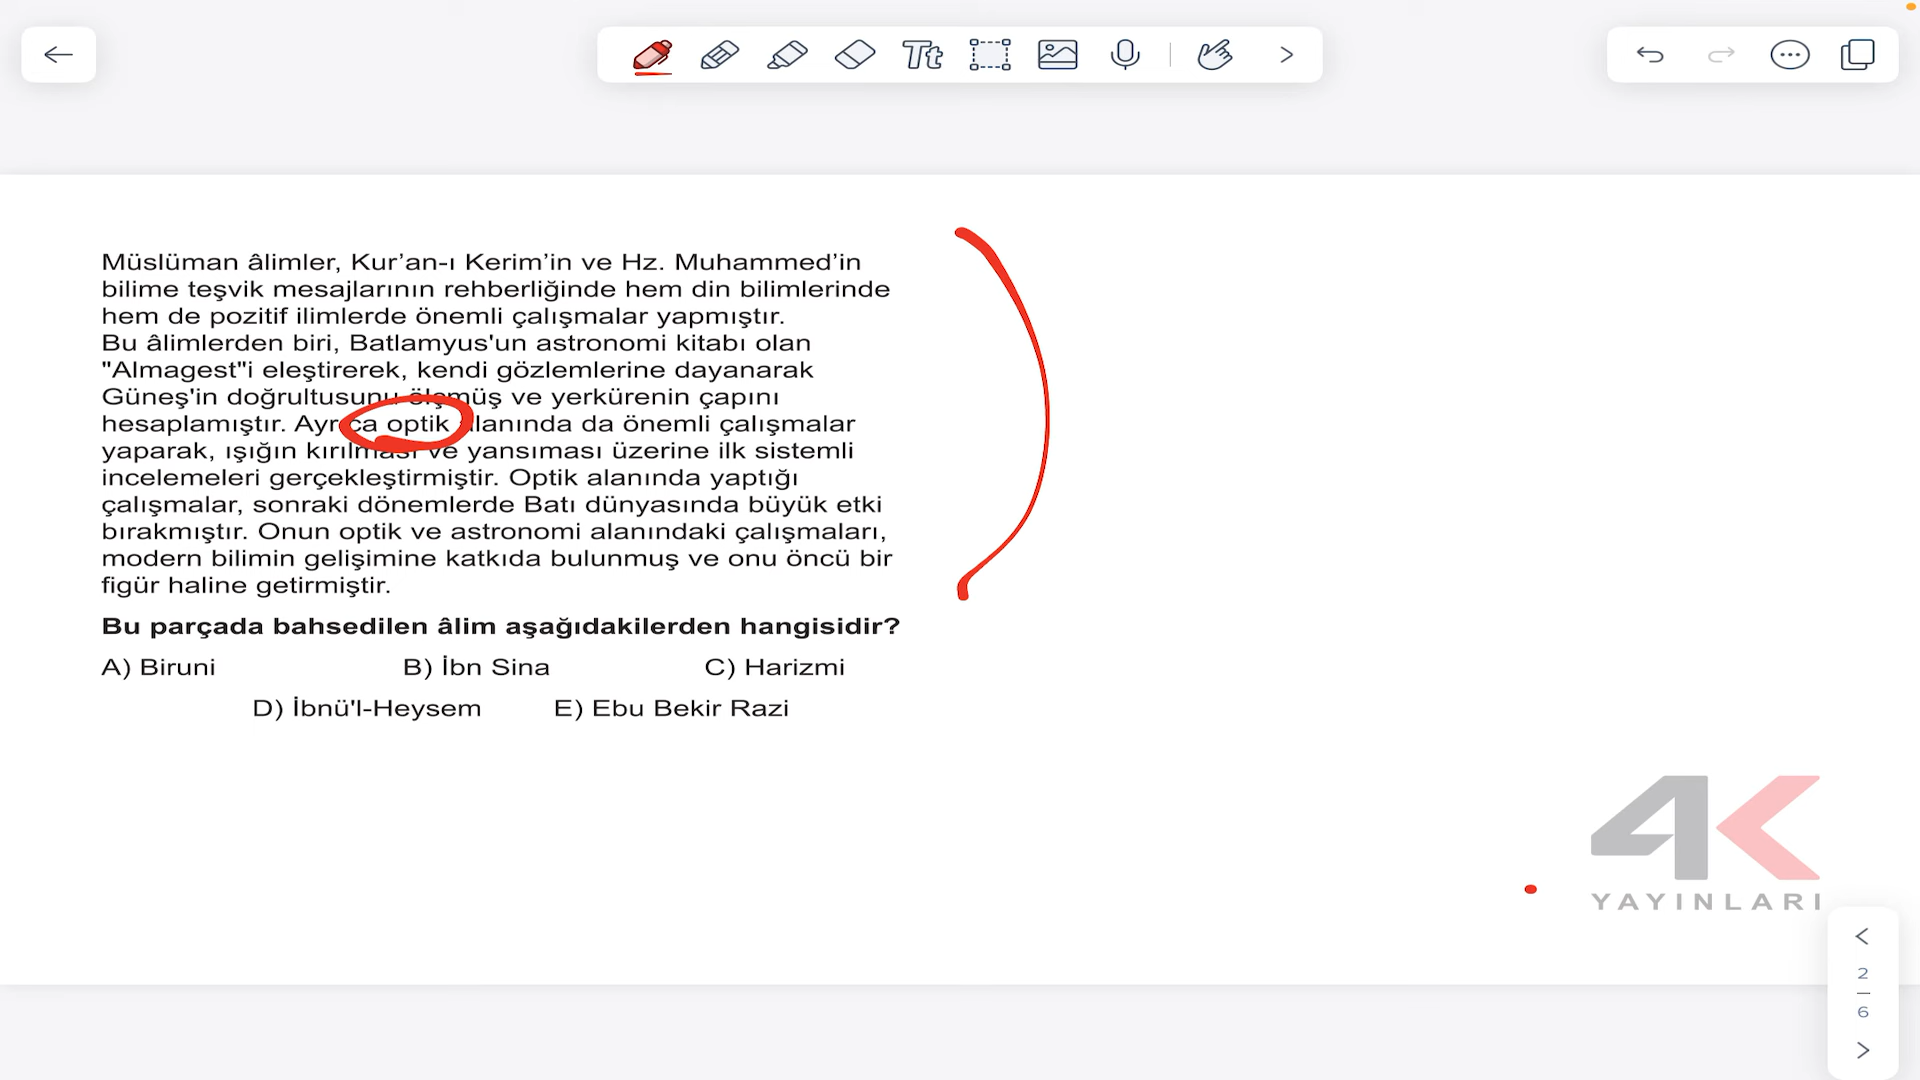 Tt
Müslüman âlimler, Kur’an-ı Kerim’in ve Hz. Muhammed’in
bilime teşvik mesajlarının rehberliğinde hem din bilimlerinde
hem de pozitif ilimlerde önemli çalışmalar yapmıştır.
Bu âlimlerden biri, Batlamyus'un astronomi kitabı olan
"Almagest"i eleştirerek, kendi gözlemlerine dayanarak
Güneş'in doğrultusunu ölçmüş ve yerkürenin çapını
hesaplamıştır. Ayrıca optik alanında da önemli çalışmalar
yaparak, ışığın kırılması ve yansıması üzerine ilk sistemli
incelemeleri gerçekleştirmiştir. Optik alanında yaptığı
çalışmalar, sonraki dönemlerde Batı dünyasında büyük etki
bırakmıştır. Onun optik ve astronomi alanındaki çalışmaları,
modern bilimin gelişimine katkıda bulunmuş ve onu öncü bir
figür haline getirmiştir.
Bu parçada bahsedilen âlim aşağıdakilerden hangisidir?
A) Biruni B) İbn Sina C) Harizmi
D) İbnü'l-Heysem E) Ebu Bekir Razi
4K
YAYINLARI
2
6